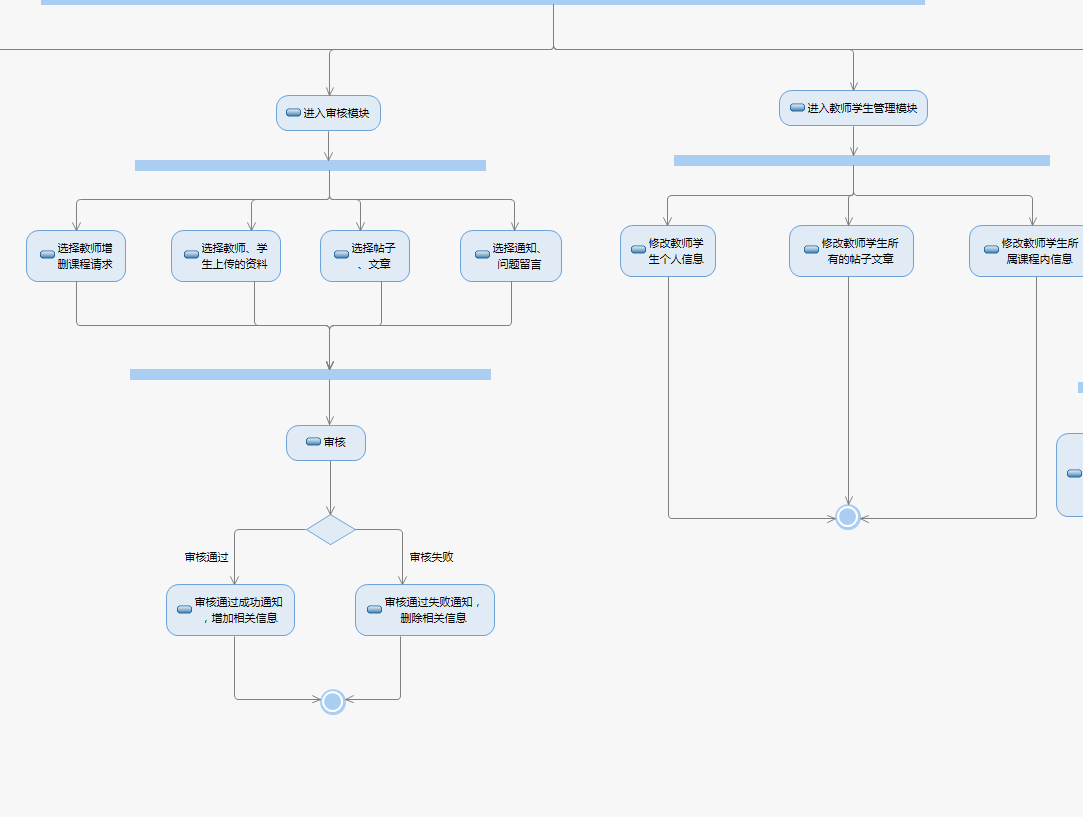 进入审核模块
进入教师学生管理模块
选择教师增
删课程请求
选择教师、学
生上传的资料
选择帖子
、文章
选择通知、
问题留言
修改教师学
生个人信息
修改教师学生所
有的帖子文章
修改教师学生所
属课程内信息
审核
审核通过
审核失败
审核通过成功通知
，增加相关信息
审核通过失败通知，
删除相关信息